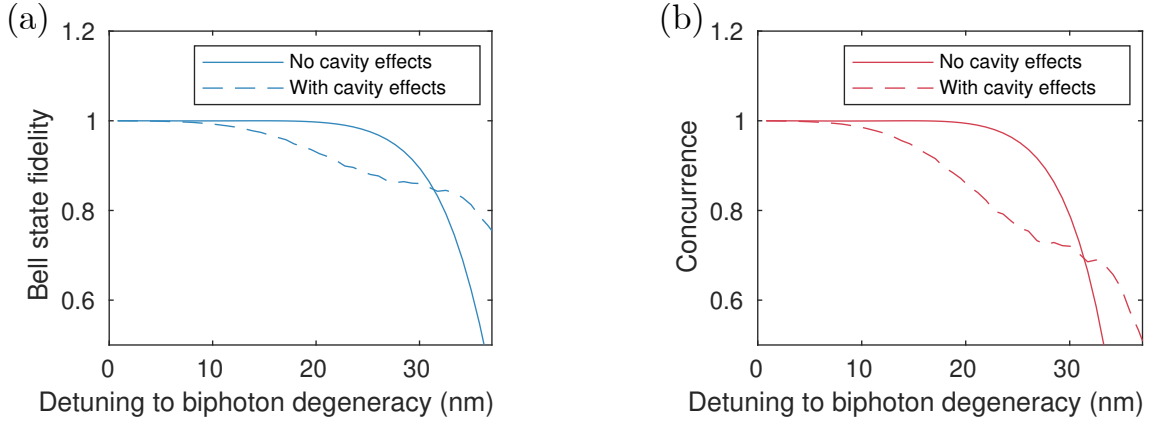 (a)
Bell state fidelity
1.2
1
0.8
0.6
No cavity effects
With cavity effects
0
10
20
30
Detuning to biphoton degeneracy (nm)
(b)
Concurrence
1.2
1
0.8
0.6
No cavity effects
With cavity effects
0
10
20
30
Detuning to biphoton degeneracy (nm)